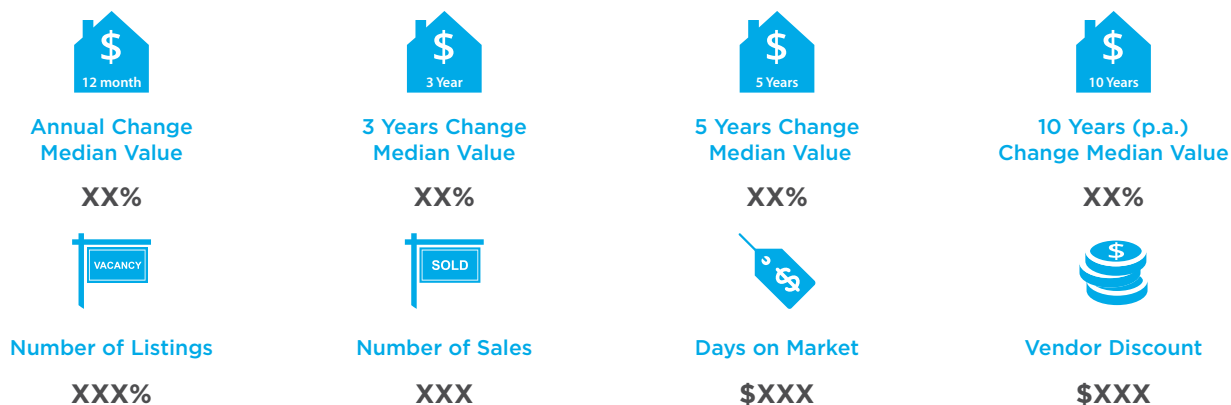 $
12 month
Annual Change
Median Value
XX%
$
3 Year
3 Years Change
Median Value
XX%
$
5 Years
5 Years Change
Median Value
XX%
$
10 Years
10 Years (p.a.)
Change Median Value
XX%
VACANCY
Number of Listings
XXX%
SOLD
Number of Sales
XXX
$
Days on Market
$XXX
$
Vendor Discount
$XXX